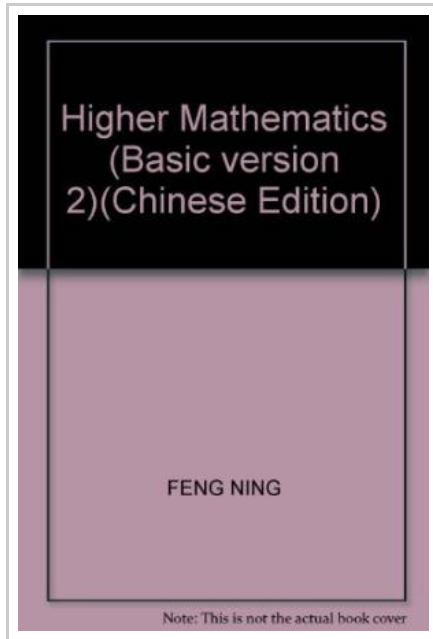 Higher Mathematics
(Basic version
2)(Chinese Edition)
FENG NING
Note: This is not the actual book cover